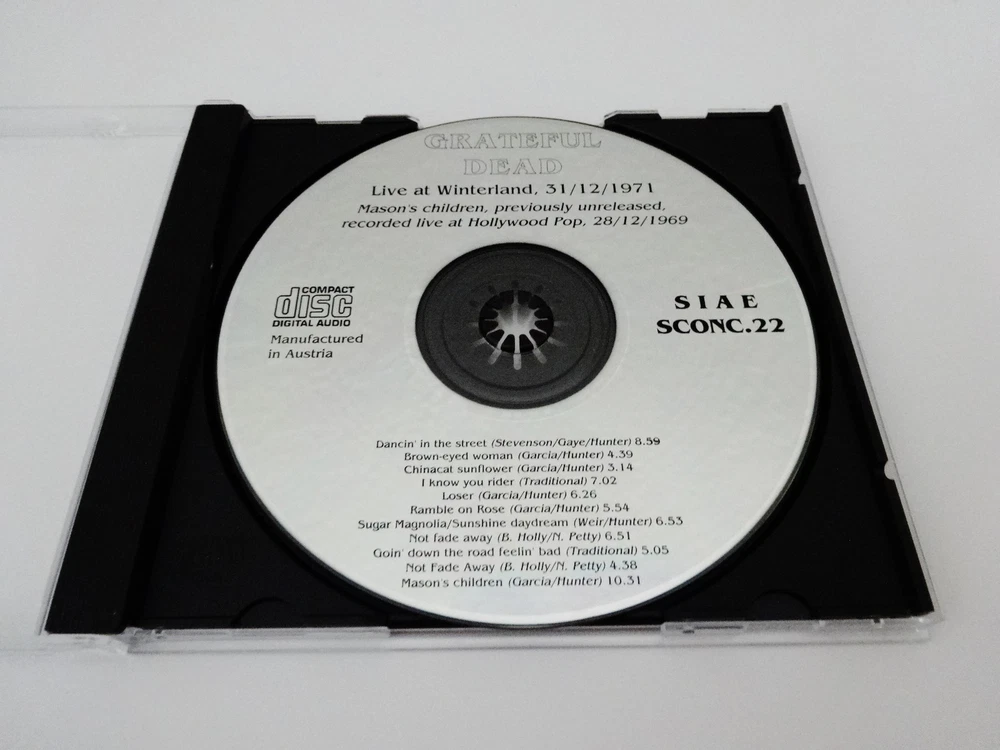 GRATEFUL
DEAD
Live at Winterland, 31/12/1971
Mason's children, previously unreleased,
recorded live at Hollywood Pop, 28/12/1969
COMPACT
disc
DIGITAL AUDIO
Manufactured
in Austria
S I A E
SCONC.22
Dancin' in the street (Stevenson/Gaye/Hunter) 8.59
Brown-eyed woman (Garcia/Hunter) 4.39
Chinacat sunflower (Garcia/Hunter) 3.14
I know you rider (Traditional) 7.02
Loser (Garcia/Hunter) 6.26
Ramble on Rose (Garcia/Hunter) 5.54
Sugar Magnolia/Sunshine daydream (Weir/Hunter) 6.53
Not fade away (B. Holly/N. Petty) 6.51
Goin' down the road feelin' bad (Traditional) 5.05
Not Fade Away (B. Holly/N. Petty) 4.38
Mason's children (Garcia/Hunter) 10.31